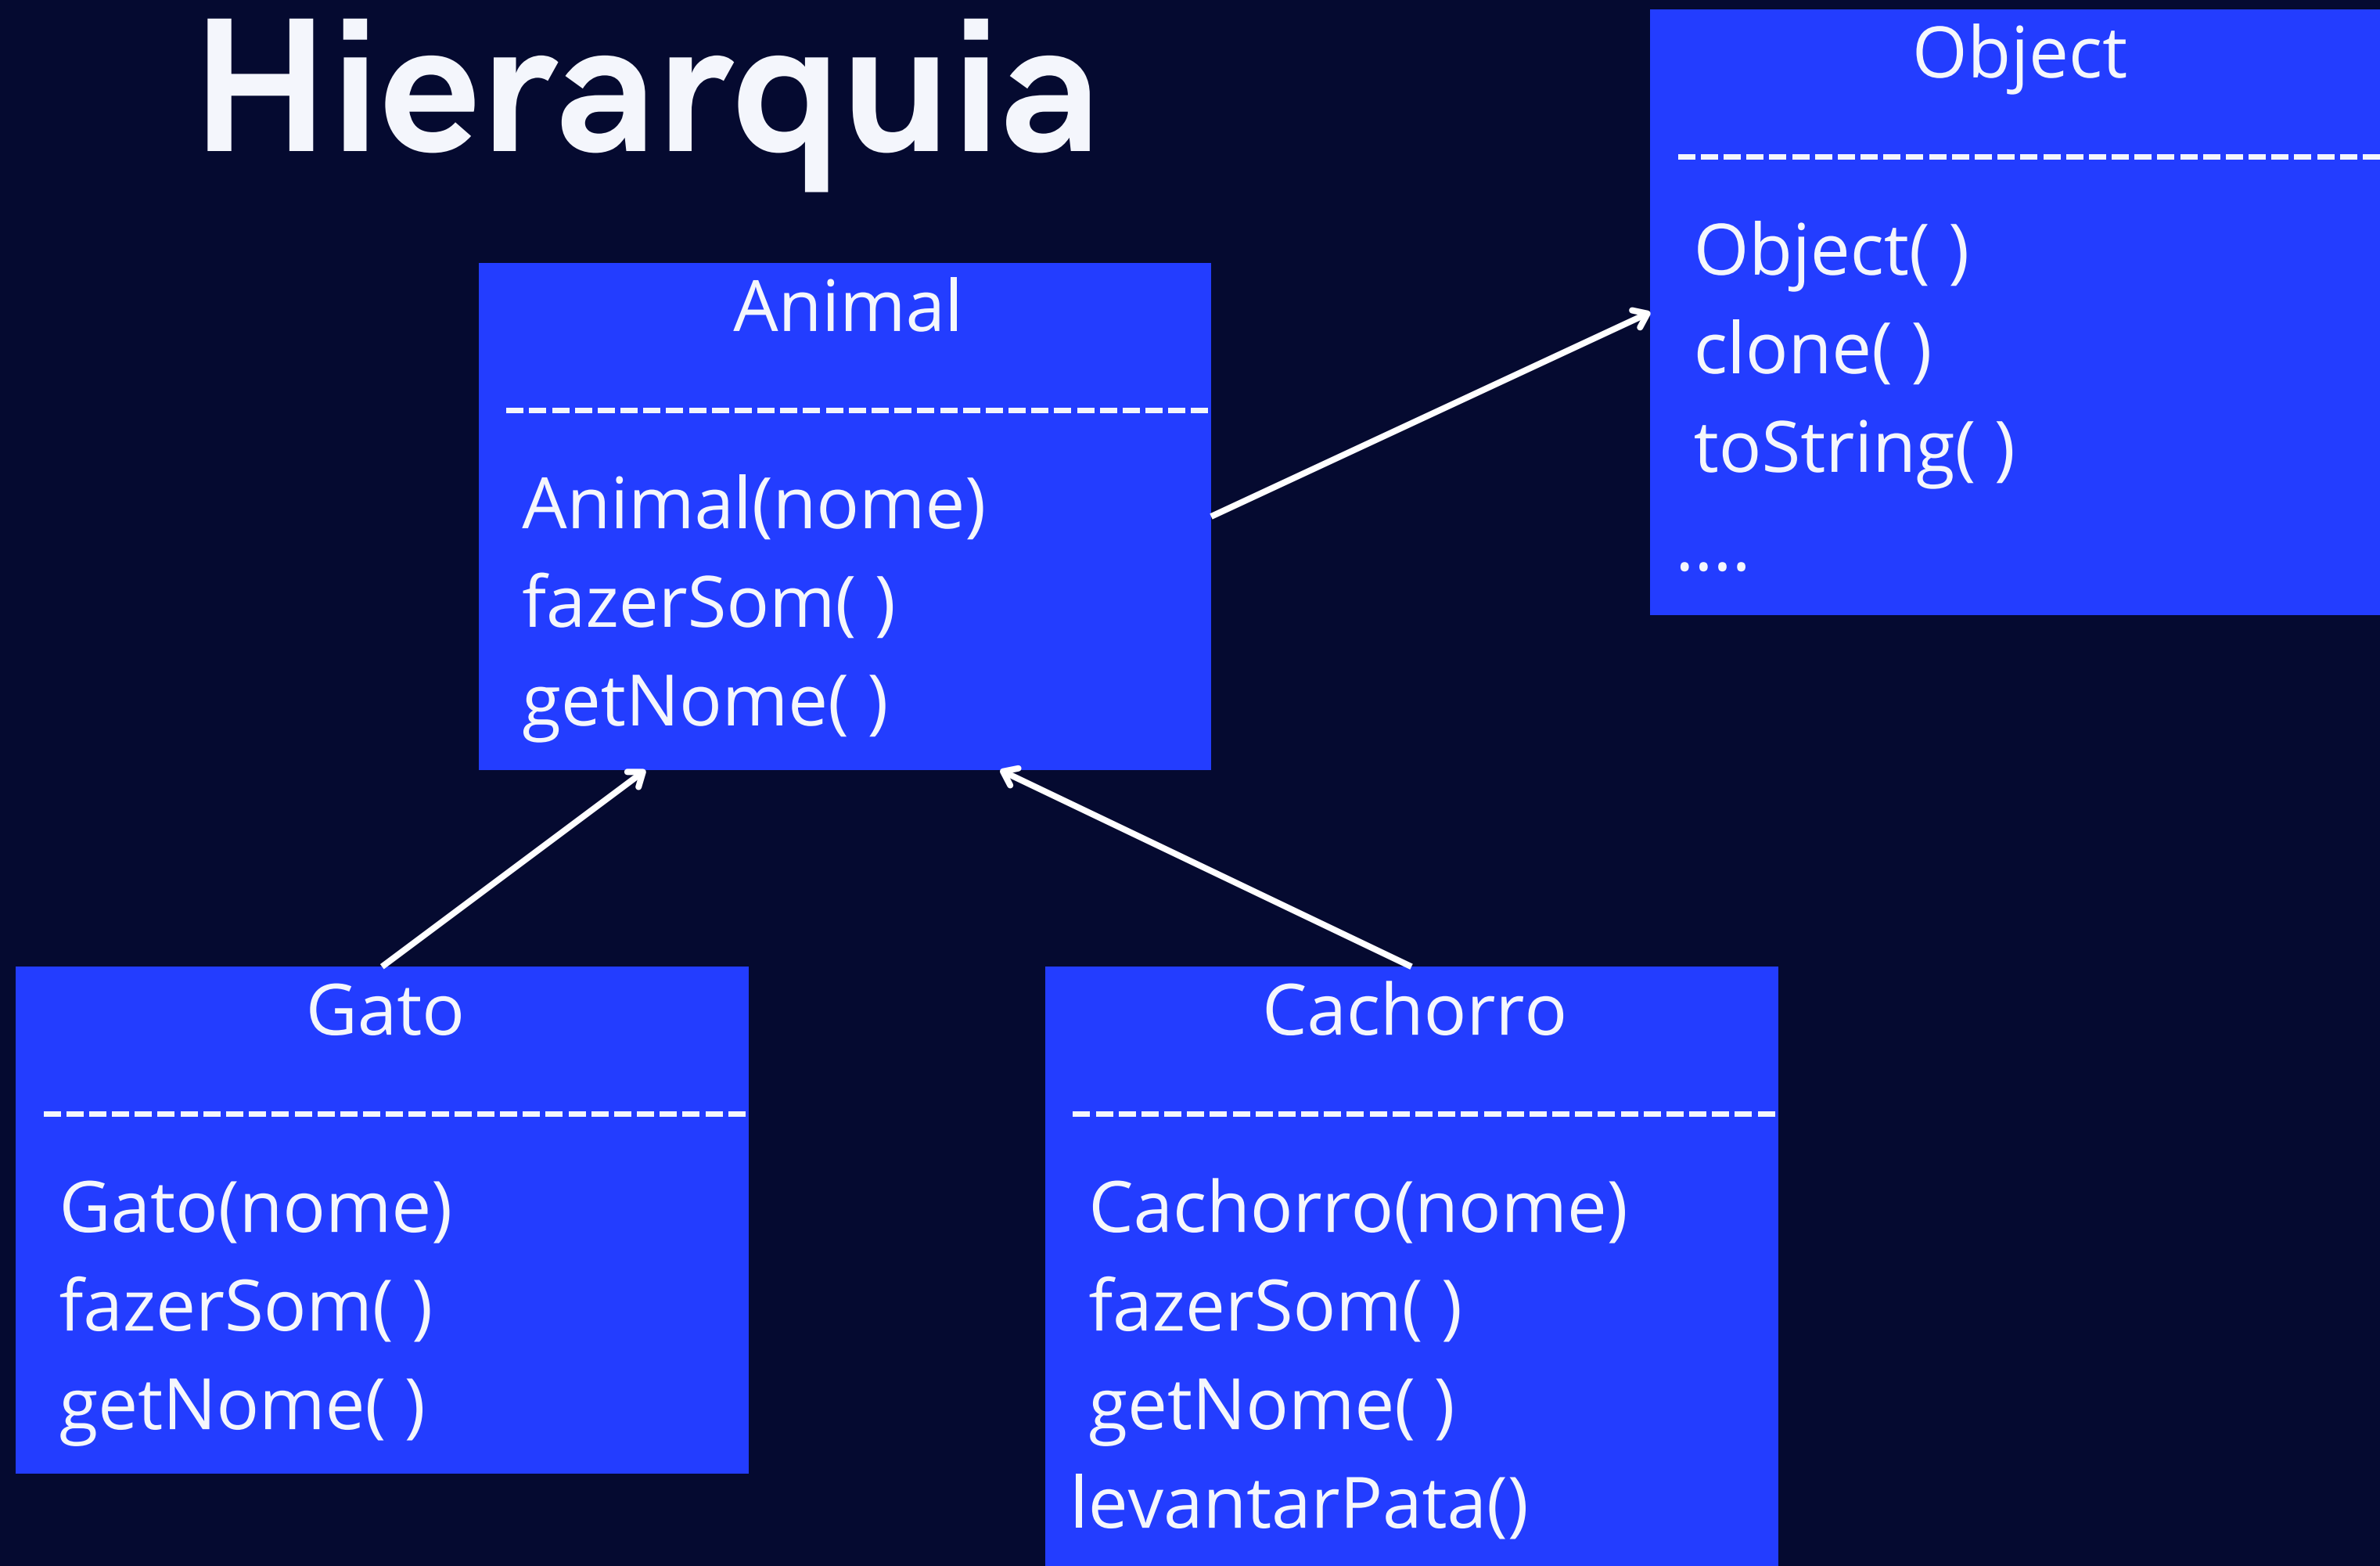 Hierarquia
Object
---------------------------------
Object( )
clone( )
toString( )
....
Animal
---------------------------------
Animal(nome)
fazerSom( )
getNome( )
Gato
---------------------------------
Gato(nome)
fazerSom( )
getNome( )
Cachorro
---------------------------------
Cachorro(nome)
fazerSom( )
getNome( )
levantarPata()